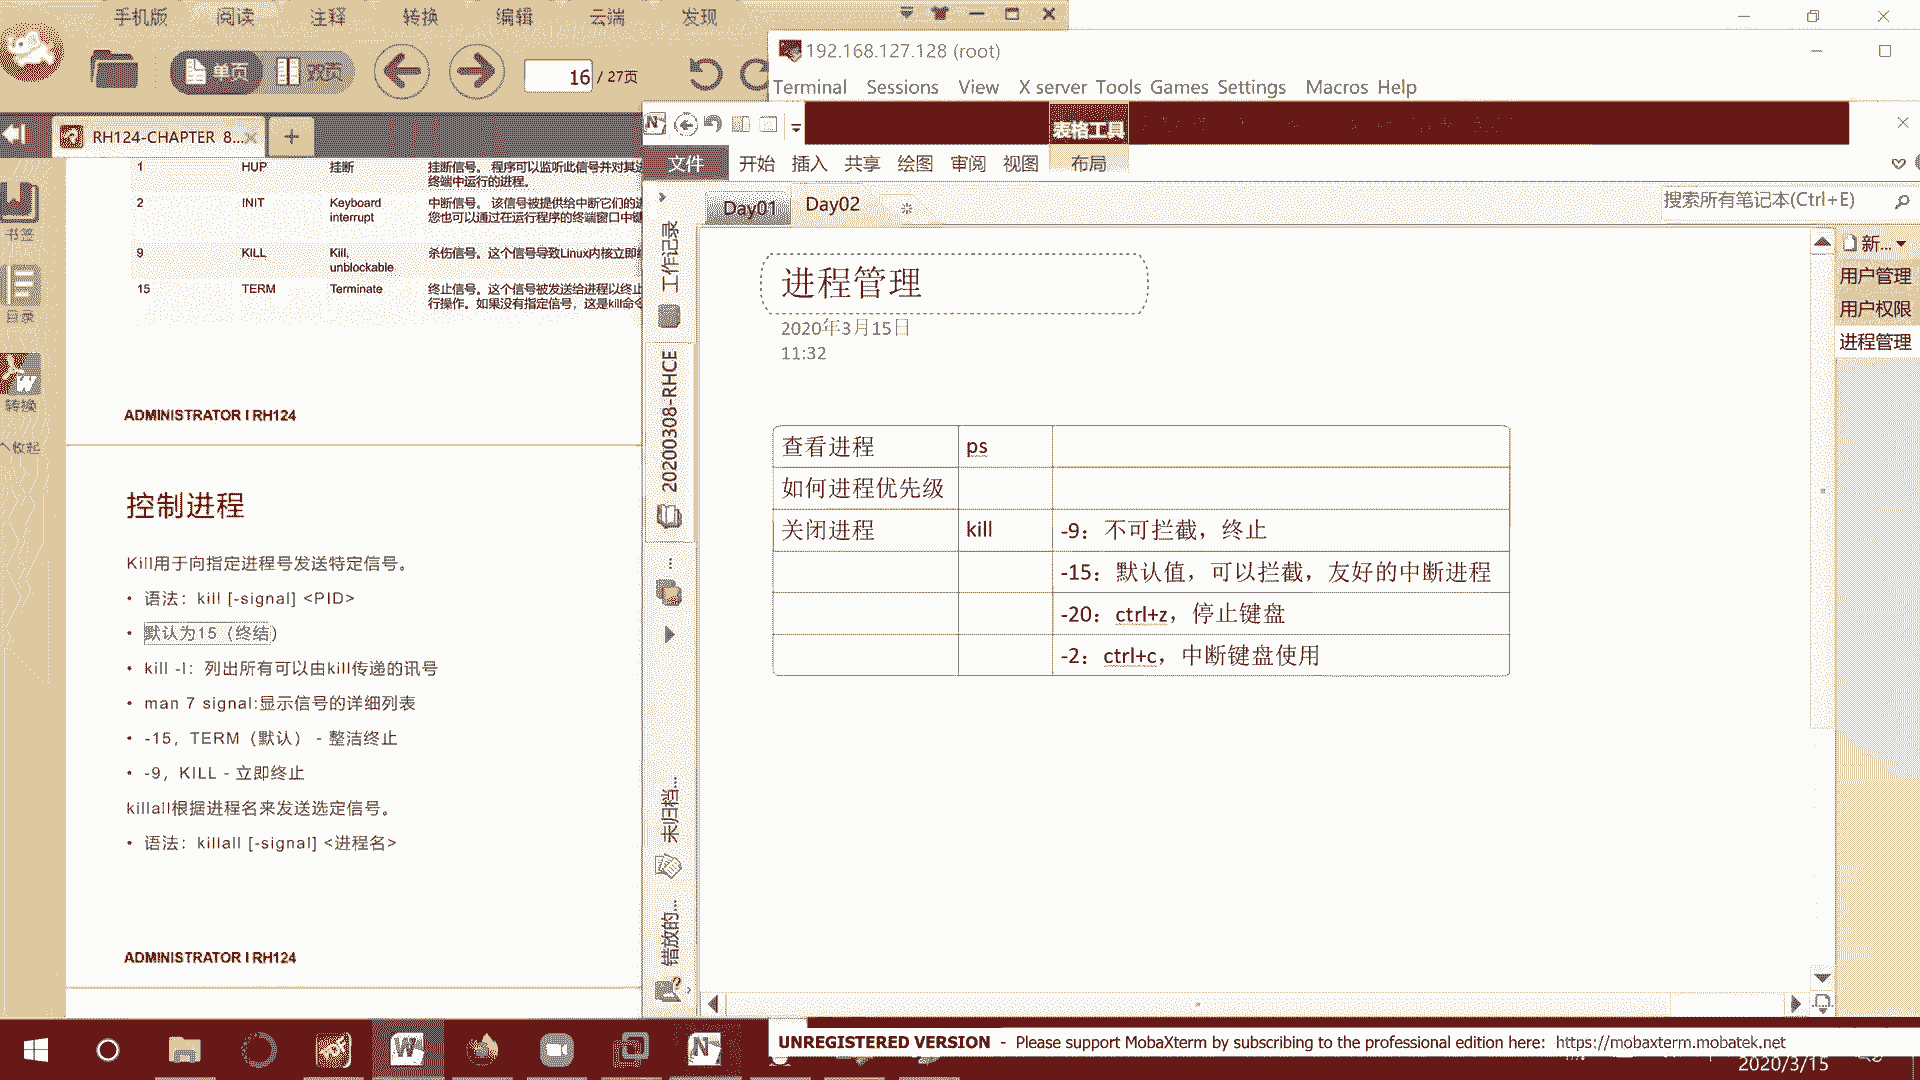 手机版 阅读 注释 转换 编辑 云端 发现
单页 双页 16 / 27页
RH124-CHAPTER 8...
书签
目录
转换
收起
1 HUP 挂断 挂断信号。 程序可以监听此信号并对其进
终端中运行的进程。
2 INIT Keyboard interrupt 中断信号。 该信号被提供给中断它们的进
您也可以通过在运行程序的终端窗口中键
9 KILL Kill, unblockable 杀伤信号。这个信号导致Linux内核立即终
15 TERM Terminate 终止信号。这个信号被发送给进程以终止
行操作。如果没有指定信号，这是kill命令
ADMINISTRATOR I RH124
控制进程
Kill用于向指定进程号发送特定信号。
• 语法：kill [-signal] <PID>
• 默认为15（终结）
• kill -l：列出所有可以由kill传递的讯号
• man 7 signal:显示信号的详细列表
• -15，TERM（默认） - 整洁终止
• -9，KILL - 立即终止
killall根据进程名来发送选定信号。
• 语法：killall [-signal] <进程名>
ADMINISTRATOR I RH124
192.168.127.128 (root)
Terminal Sessions View X server Tools Games Settings Macros Help
表格工具
文件 开始 插入 共享 绘图 审阅 视图 布局
Day01 Day02
搜索所有笔记本(Ctrl+E)
工作记录
20200308-RHCE
...
未归档...
错放的...
新...
用户管理
用户权限
进程管理
进程管理
2020年3月15日
11:32
查看进程 ps
如何进程优先级
关闭进程 kill -9：不可拦截，终止
-15：默认值，可以拦截，友好的中断进程
-20：ctrl+z，停止键盘
-2：ctrl+c，中断键盘使用
UNREGISTERED VERSION - Please support MobaXterm by subscribing to the professional edition here: https://mobaxterm.mobatek.net
2020/3/15